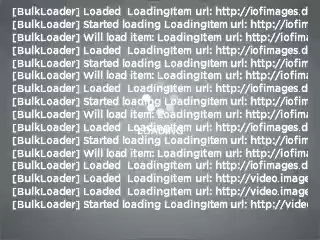 [BulkLoader] Loaded  LoadingItem url: http://iofimages.d
[BulkLoader] Started loading LoadingItem url: http://iofim
[BulkLoader] Will load item: LoadingItem url: http://iofima
[BulkLoader] Loaded  LoadingItem url: http://iofimages.d
[BulkLoader] Started loading LoadingItem url: http://iofim
[BulkLoader] Will load item: LoadingItem url: http://iofima
[BulkLoader] Loaded  LoadingItem url: http://iofimages.d
[BulkLoader] Started loading LoadingItem url: http://iofim
[BulkLoader] Will load item: LoadingItem url: http://iofima
[BulkLoader] Loaded  LoadingItem url: http://iofimages.d
LOADING
[BulkLoader] Started loading LoadingItem url: http://iofim
[BulkLoader] Will load item: LoadingItem url: http://iofima
[BulkLoader] Loaded  LoadingItem url: http://iofimages.d
[BulkLoader] Loaded  LoadingItem url: http://video.image
[BulkLoader] Loaded  LoadingItem url: http://video.image
[BulkLoader] Started loading LoadingItem url: http://vide